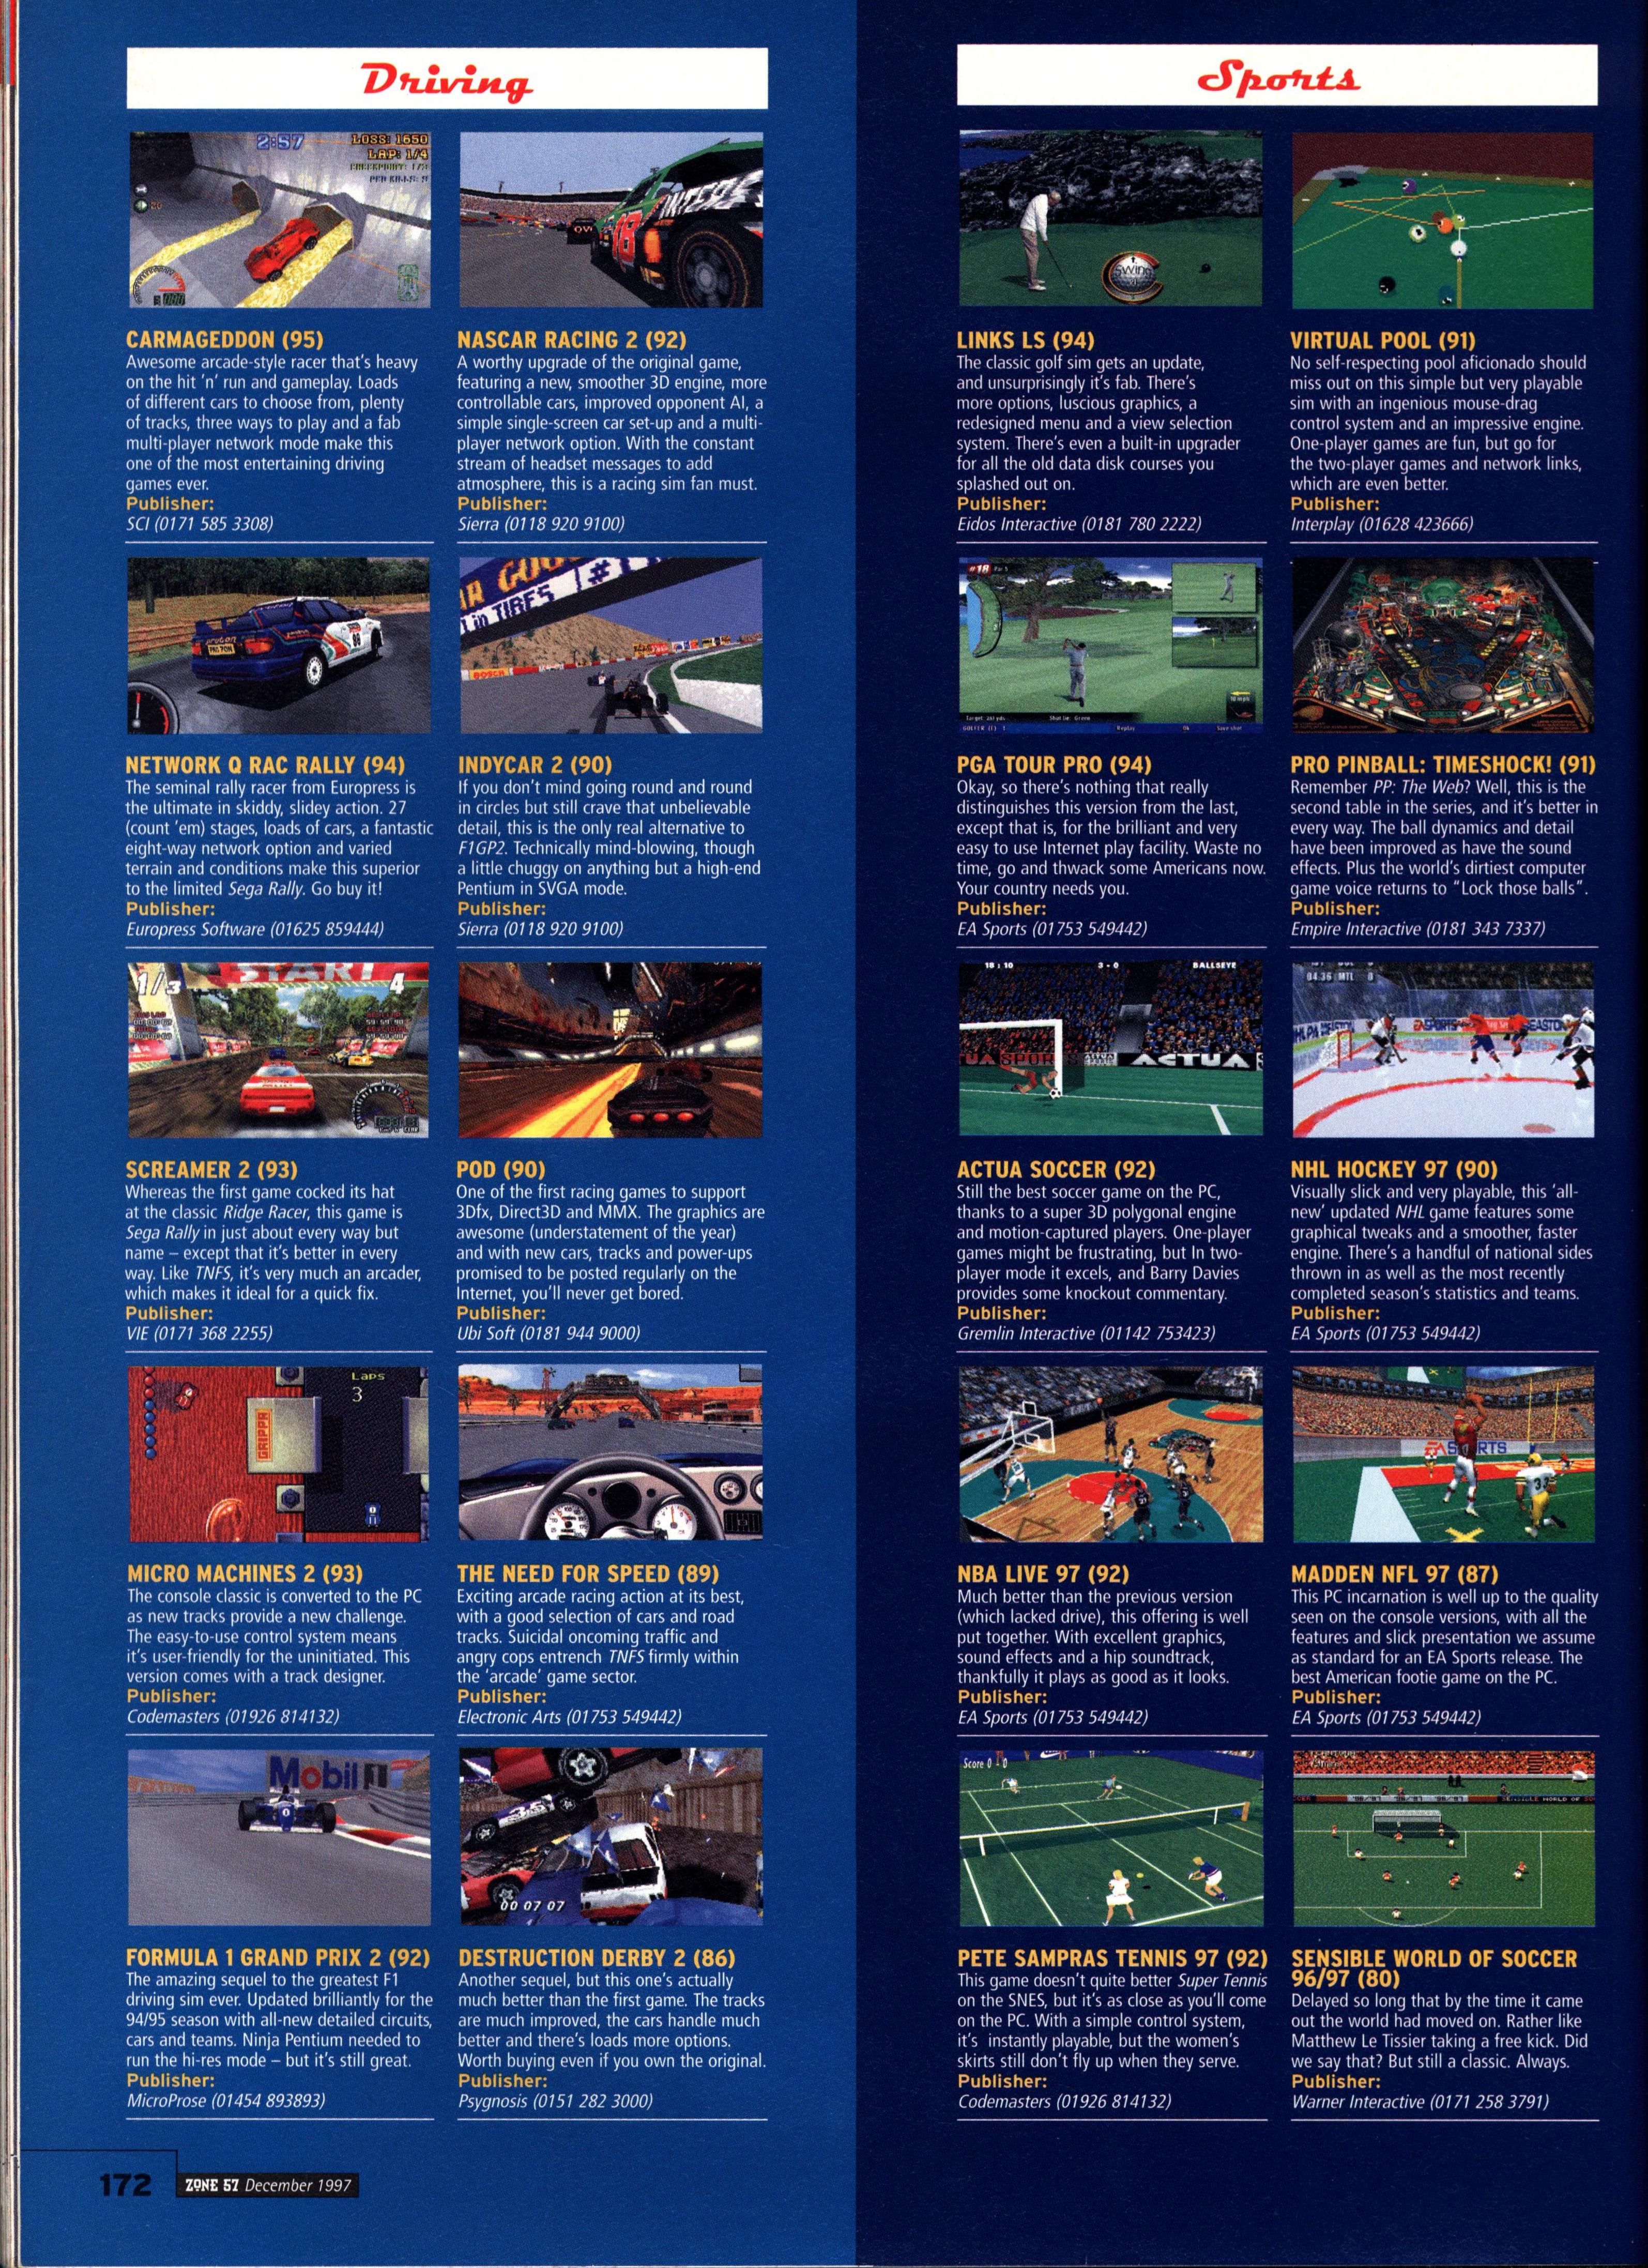 Driving
2:57
LOSS: 1650
LAP: 1/4
CARMAGEDDON (95)
Awesome arcade-style racer that's heavy
on the hit 'n' run and gameplay. Loads
of different cars to choose from, plenty
of tracks, three ways to play and a fab
multi-player network mode make this
one of the most entertaining driving
games ever.
Publisher:
SCI (0171 585 3308)
18
NASCAR RACING 2 (92)
A worthy upgrade of the original game,
featuring a new, smoother 3D engine, more
controllable cars, improved opponent AI, a
simple single-screen car set-up and a multi-
player network option. With the constant
stream of headset messages to add
atmosphere, this is a racing sim fan must.
Publisher:
Sierra (0118 920 9100)
proton
NETWORK Q RAC RALLY (94)
The seminal rally racer from Europress is
the ultimate in skiddy, slidey action. 27
(count 'em) stages, loads of cars, a fantastic
eight-way network option and varied
terrain and conditions make this superior
to the limited Sega Rally. Go buy it!
Publisher:
Europress Software (01625 859444)
in TIRES
BOSCH
INDYCAR 2 (90)
If you don't mind going round and round
in circles but still crave that unbelievable
detail, this is the only real alternative to
F1GP2. Technically mind-blowing, though
a little chuggy on anything but a high-end
Pentium in SVGA mode.
Publisher:
Sierra (0118 920 9100)
START
1/3
4
SCREAMER 2 (93)
Whereas the first game cocked its hat
at the classic Ridge Racer, this game is
Sega Rally in just about every way but
name – except that it's better in every
way. Like TNFS, it's very much an arcader,
which makes it ideal for a quick fix.
Publisher:
VIE (0171 368 2255)
POD (90)
One of the first racing games to support
3Dfx, Direct3D and MMX. The graphics are
awesome (understatement of the year)
and with new cars, tracks and power-ups
promised to be posted regularly on the
Internet, you'll never get bored.
Publisher:
Ubi Soft (0181 944 9000)
Laps
3
GRIPPA
MICRO MACHINES 2 (93)
The console classic is converted to the PC
as new tracks provide a new challenge.
The easy-to-use control system means
it's user-friendly for the uninitiated. This
version comes with a track designer.
Publisher:
Codemasters (01926 814132)
THE NEED FOR SPEED (89)
Exciting arcade racing action at its best,
with a good selection of cars and road
tracks. Suicidal oncoming traffic and
angry cops entrench TNFS firmly within
the 'arcade' game sector.
Publisher:
Electronic Arts (01753 549442)
Mobil 1
FORMULA 1 GRAND PRIX 2 (92)
The amazing sequel to the greatest F1
driving sim ever. Updated brilliantly for the
94/95 season with all-new detailed circuits,
cars and teams. Ninja Pentium needed to
run the hi-res mode – but it's still great.
Publisher:
MicroProse (01454 893893)
00 07 07
DESTRUCTION DERBY 2 (86)
Another sequel, but this one's actually
much better than the first game. The tracks
are much improved, the cars handle much
better and there's loads more options.
Worth buying even if you own the original.
Publisher:
Psygnosis (0151 282 3000)
Sports
Swing
LINKS LS (94)
The classic golf sim gets an update,
and unsurprisingly it's fab. There's
more options, luscious graphics, a
redesigned menu and a view selection
system. There's even a built-in upgrader
for all the old data disk courses you
splashed out on.
Publisher:
Eidos Interactive (0181 780 2222)
VIRTUAL POOL (91)
No self-respecting pool aficionado should
miss out on this simple but very playable
sim with an ingenious mouse-drag
control system and an impressive engine.
One-player games are fun, but go for
the two-player games and network links,
which are even better.
Publisher:
Interplay (01628 423666)
#18
Par 5
PGA TOUR PRO (94)
Okay, so there's nothing that really
distinguishes this version from the last,
except that is, for the brilliant and very
easy to use Internet play facility. Waste no
time, go and thwack some Americans now.
Your country needs you.
Publisher:
EA Sports (01753 549442)
PRO PINBALL: TIMESHOCK! (91)
Remember PP: The Web? Well, this is the
second table in the series, and it's better in
every way. The ball dynamics and detail
have been improved as have the sound
effects. Plus the world's dirtiest computer
game voice returns to "Lock those balls".
Publisher:
Empire Interactive (0181 343 7337)
18:10
3 - 0
BALLSEYE
UA SPOR
ACTUA
ACTUA SOCCER (92)
Still the best soccer game on the PC,
thanks to a super 3D polygonal engine
and motion-captured players. One-player
games might be frustrating, but In two-
player mode it excels, and Barry Davies
provides some knockout commentary.
Publisher:
Gremlin Interactive (01142 753423)
04.36 MTL 0
EA SPORTS
EASTON
NHL HOCKEY 97 (90)
Visually slick and very playable, this 'all-
new' updated NHL game features some
graphical tweaks and a smoother, faster
engine. There's a handful of national sides
thrown in as well as the most recently
completed season's statistics and teams.
Publisher:
EA Sports (01753 549442)
NBA LIVE 97 (92)
Much better than the previous version
(which lacked drive), this offering is well
put together. With excellent graphics,
sound effects and a hip soundtrack,
thankfully it plays as good as it looks.
Publisher:
EA Sports (01753 549442)
MADDEN NFL 97 (87)
This PC incarnation is well up to the quality
seen on the console versions, with all the
features and slick presentation we assume
as standard for an EA Sports release. The
best American footie game on the PC.
Publisher:
EA Sports (01753 549442)
Score 0 - 0
PETE SAMPRAS TENNIS 97 (92)
This game doesn't quite better Super Tennis
on the SNES, but it's as close as you'll come
on the PC. With a simple control system,
it's instantly playable, but the women's
skirts still don't fly up when they serve.
Publisher:
Codemasters (01926 814132)
SENSIBLE WORLD OF SOCCER
96/97 (80)
Delayed so long that by the time it came
out the world had moved on. Rather like
Matthew Le Tissier taking a free kick. Did
we say that? But still a classic. Always.
Publisher:
Warner Interactive (0171 258 3791)
172
ZONE 57 December 1997